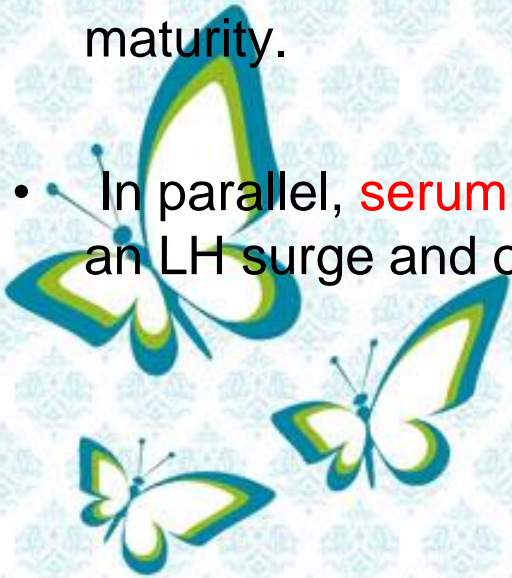 maturity.
• In parallel, serum
an LH surge and